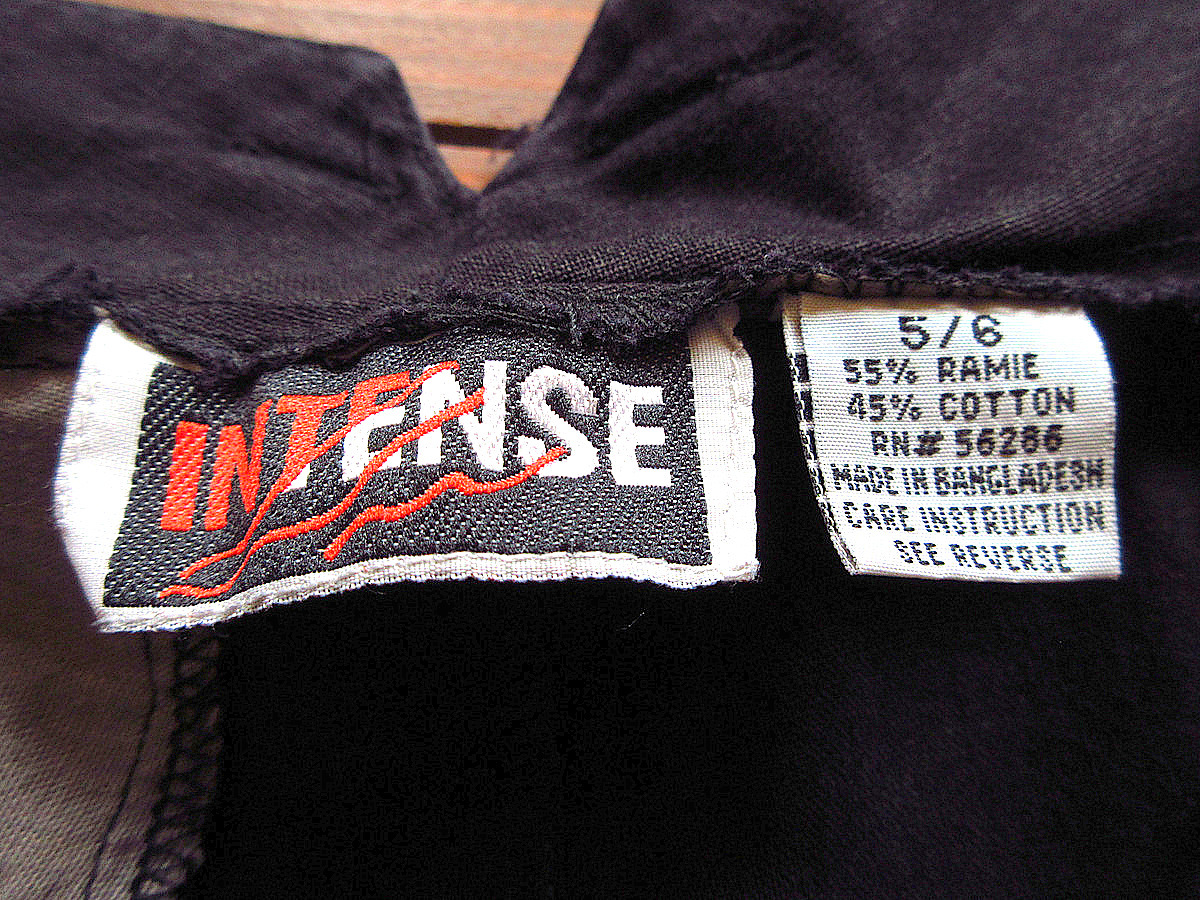 INTENSE
5/6
55% RAMIE
45% COTTON
RN# 56286
MADE IN BANGLADESH
CARE INSTRUCTION
SEE REVERSE